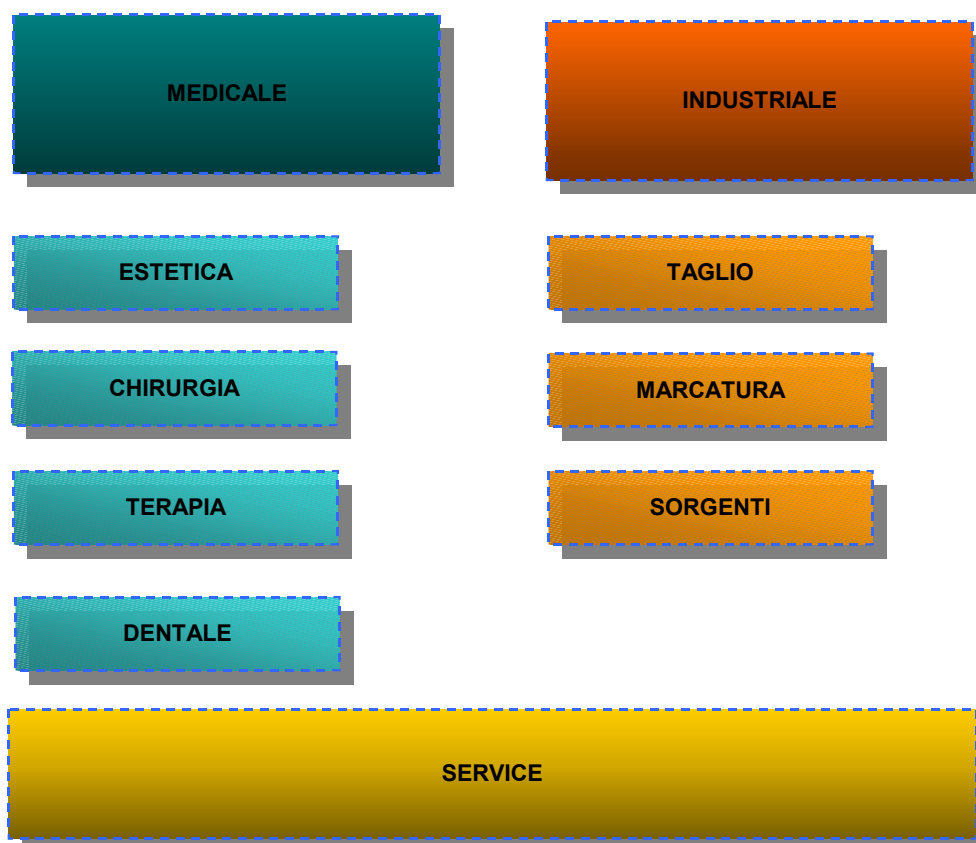 MEDICALE
INDUSTRIALE
ESTETICA
TAGLIO
CHIRURGIA
MARCATURA
TERAPIA
SORGENTI
DENTALE
SERVICE